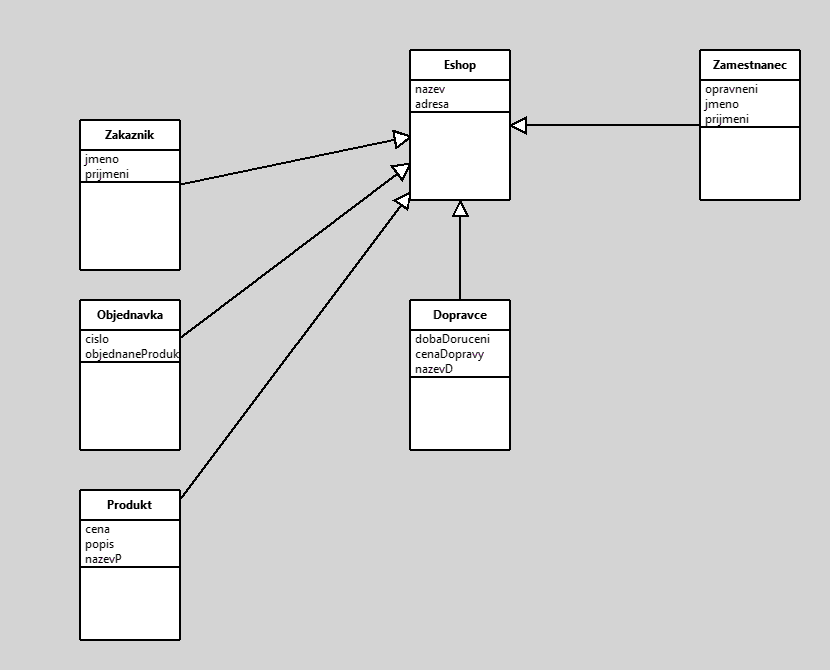 Eshop
nazev
adresa
Zamestnanec
opravneni
jmeno
prijmeni
Zakaznik
jmeno
prijmeni
Objednavka
cislo
objednaneProduk
Dopravce
dobaDoruceni
cenaDopravy
nazevD
Produkt
cena
popis
nazevP